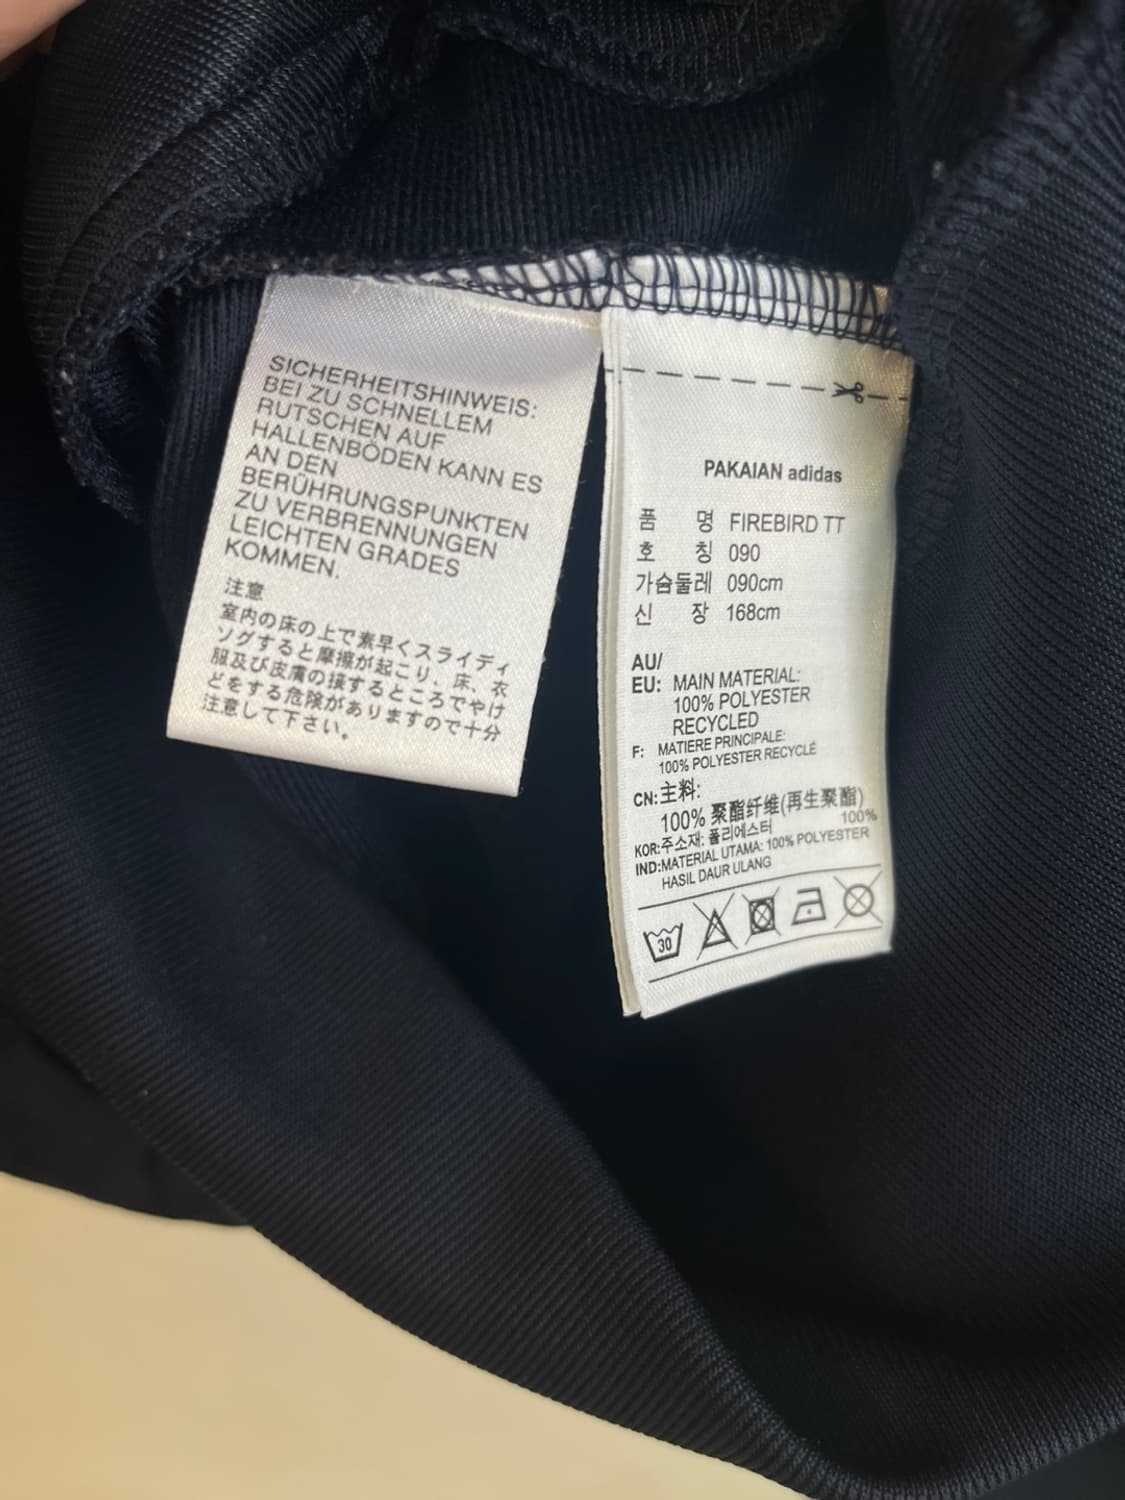 SICHERHEITSHINWEIS:
BEI ZU SCHNELLEM
RUTSCHEN AUF
HALLENBÖDEN KANN ES
AN DEN
BERÜHRUNGSPUNKTEN
ZU VERBRENNUNGEN
LEICHTEN GRADES
KOMMEN.
注意
室内の床の上で素早くスライディ
ングすると摩擦が起こり、床、衣
服及び皮膚の接するところでやけ
どをする危険がありますので十分
注意して下さい。
PAKAIAN adidas
품 명 FIREBIRD TT
호 칭 090
가슴둘레 090cm
신 장 168cm
AU/
EU: MAIN MATERIAL:
100% POLYESTER
RECYCLED
F: MATIERE PRINCIPALE:
100% POLYESTER RECYCLÉ
CN:主料:
100% 聚酯纤维(再生聚酯)
KOR:주소재: 폴리에스터 100%
IND:MATERIAL UTAMA: 100% POLYESTER
HASIL DAUR ULANG
30